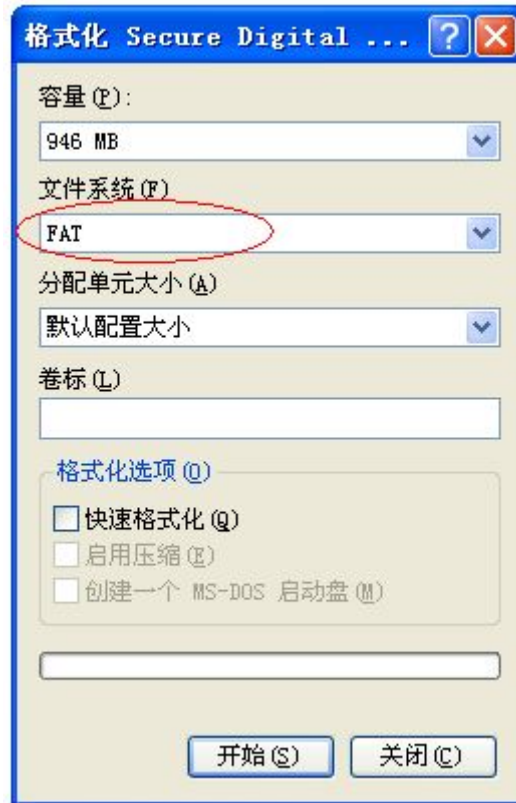 格式化 Secure Digital ...
容量(P):
946 MB
文件系统(F)
FAT
分配单元大小(A)
默认配置大小
卷标(L)
格式化选项(O)
快速格式化(Q)
启用压缩(E)
创建一个 MS-DOS 启动盘(M)
开始(S)
关闭(C)